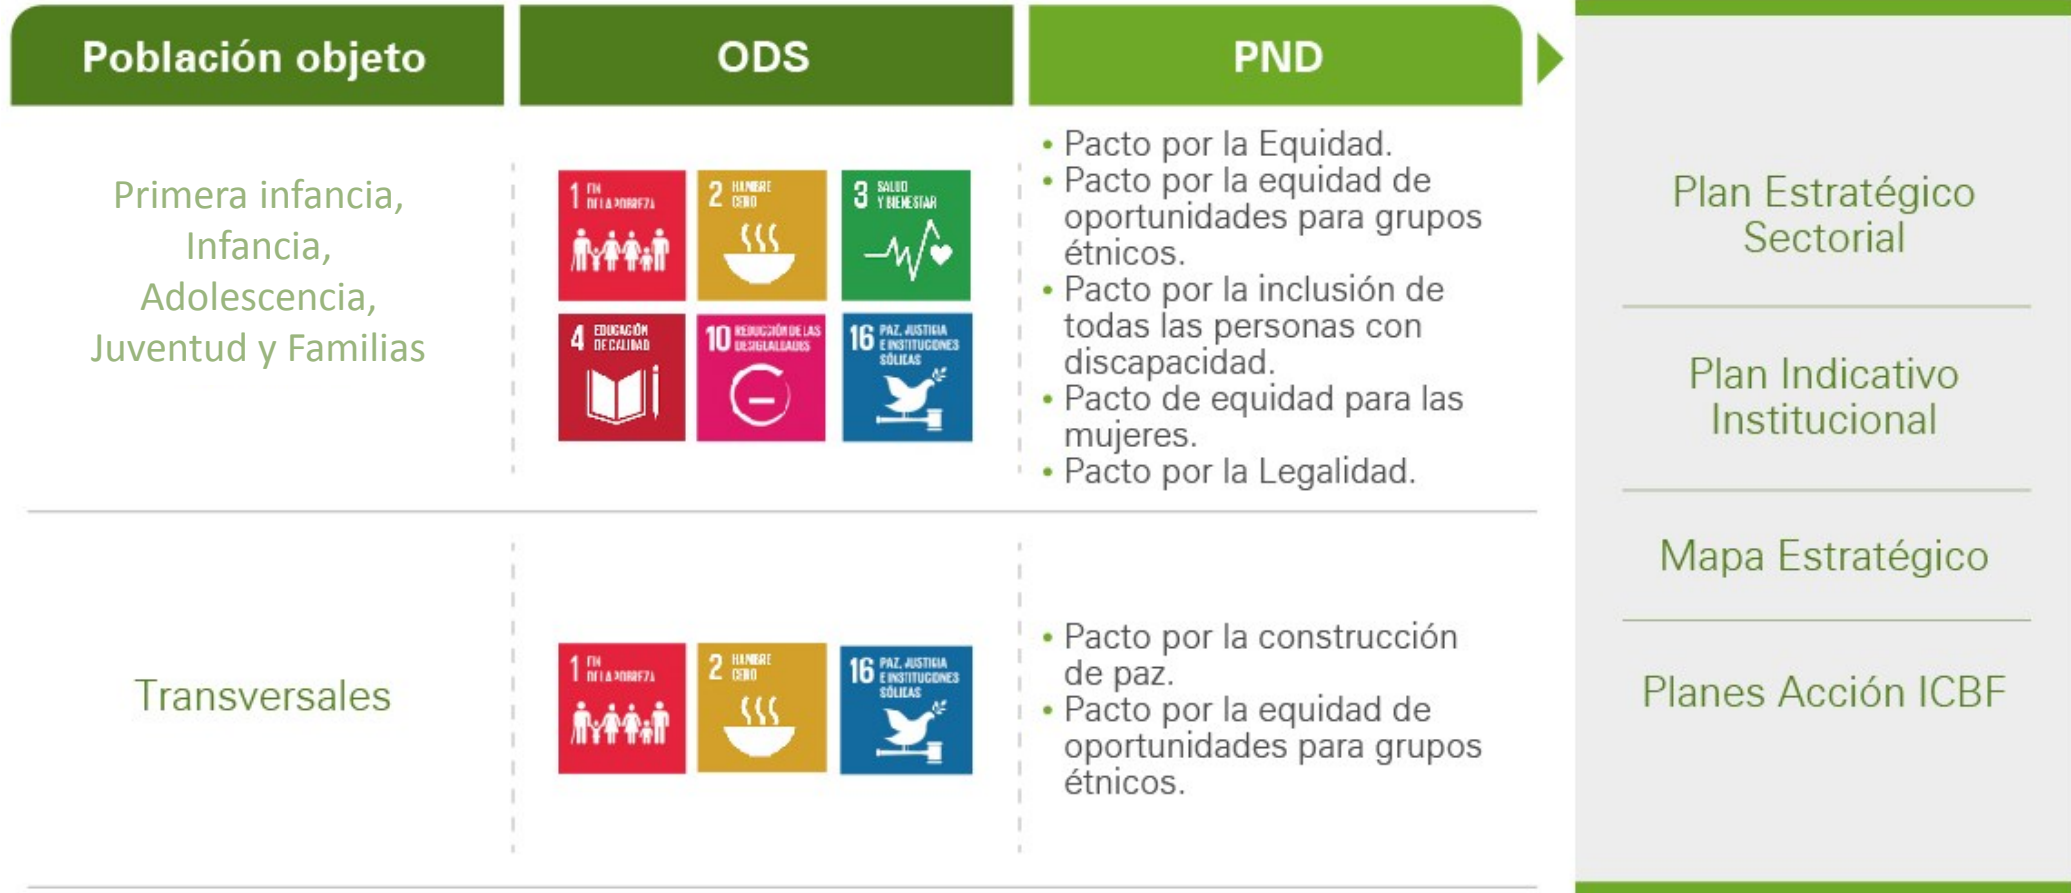 Población objeto
ODS
PND
Primera infancia,
Infancia,
Adolescencia,
Juventud y Familias
1 FIN
DE LA POBREZA
2 HAMBRE
CERO
3 SALUD
Y BIENESTAR
4 EDUCACIÓN
DE CALIDAD
10 REDUCCIÓN DE LAS
DESIGUALDADES
16 PAZ, JUSTICIA
E INSTITUCIONES
SÓLIDAS
• Pacto por la Equidad.
• Pacto por la equidad de
oportunidades para grupos
étnicos.
• Pacto por la inclusión de
todas las personas con
discapacidad.
• Pacto de equidad para las
mujeres.
• Pacto por la Legalidad.
Transversales
1 FIN
DE LA POBREZA
2 HAMBRE
CERO
16 PAZ, JUSTICIA
E INSTITUCIONES
SÓLIDAS
• Pacto por la construcción
de paz.
• Pacto por la equidad de
oportunidades para grupos
étnicos.
Plan Estratégico
Sectorial
Plan Indicativo
Institucional
Mapa Estratégico
Planes Acción ICBF